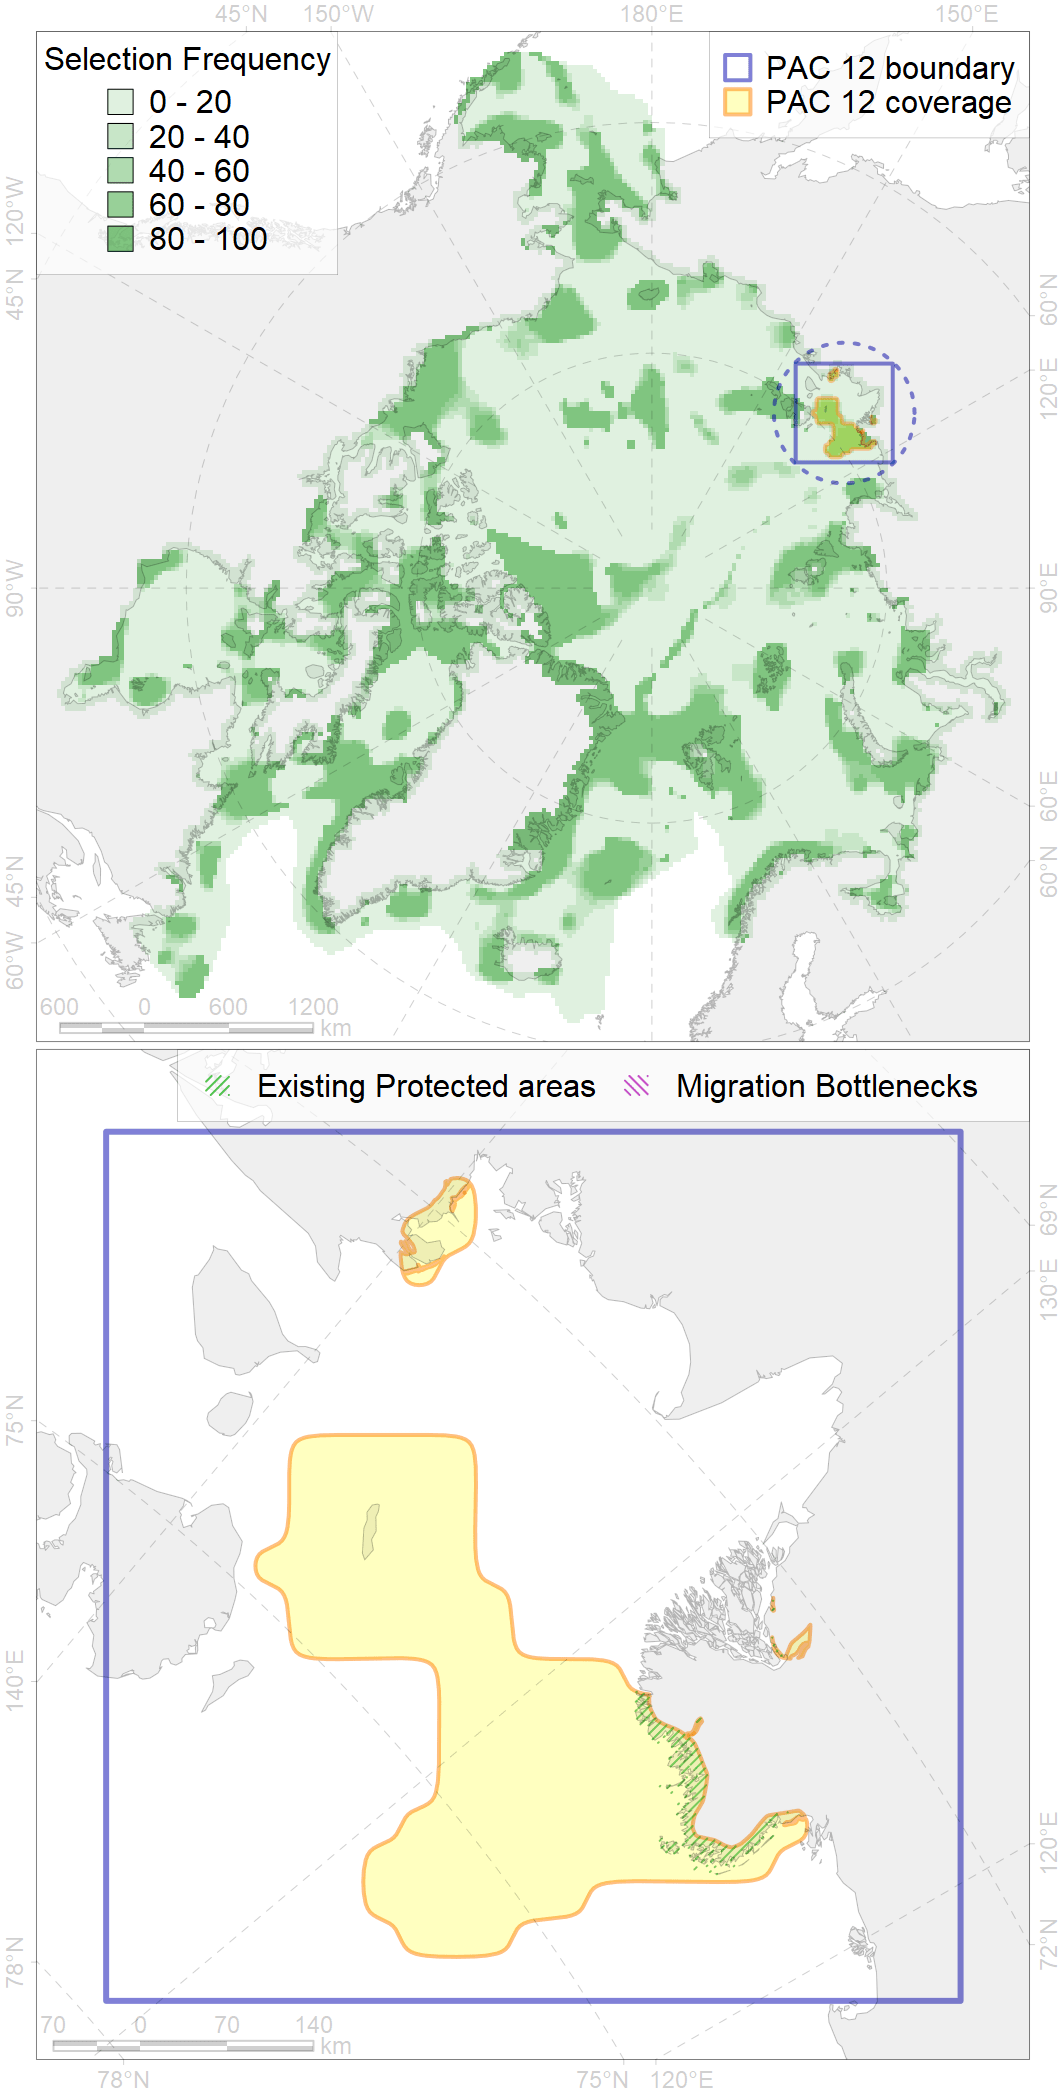 45°N 150°W 180°E 150°E
Selection Frequency
0 - 20
20 - 40
40 - 60
60 - 80
80 - 100
PAC 12 boundary
PAC 12 coverage
120°W
45°N
90°W
45°N
60°W
60°N
120°E
90°E
60°E
60°N
600 0 600 1200
km
Existing Protected areas Migration Bottlenecks
75°N
140°E
78°N
69°N
130°E
120°E
72°N
70 0 70 140
km
78°N 75°N 120°E